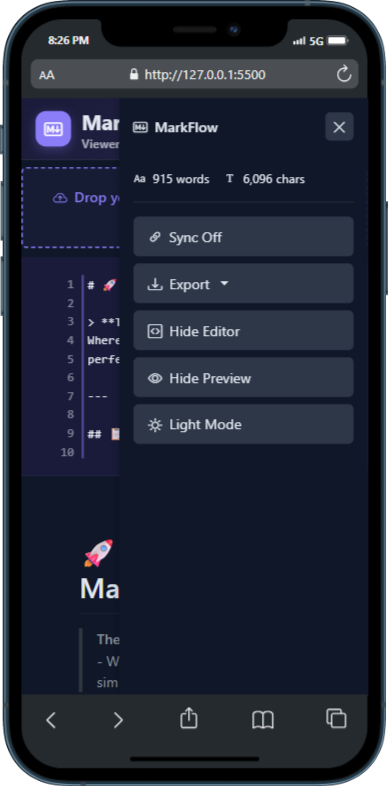 8:26 PM
5G
AA
http://127.0.0.1:5500
M↓
Mar
Viewer
M↓ MarkFlow
Aa 915 words T 6,096 chars
Drop y
Sync Off
Export
Hide Editor
Hide Preview
Light Mode
1 # 🚀
2
3 > **T
4 Where
5 perfe
6
7 ---
8
9 ## 📋
10
🚀
Ma
The
- W
sim